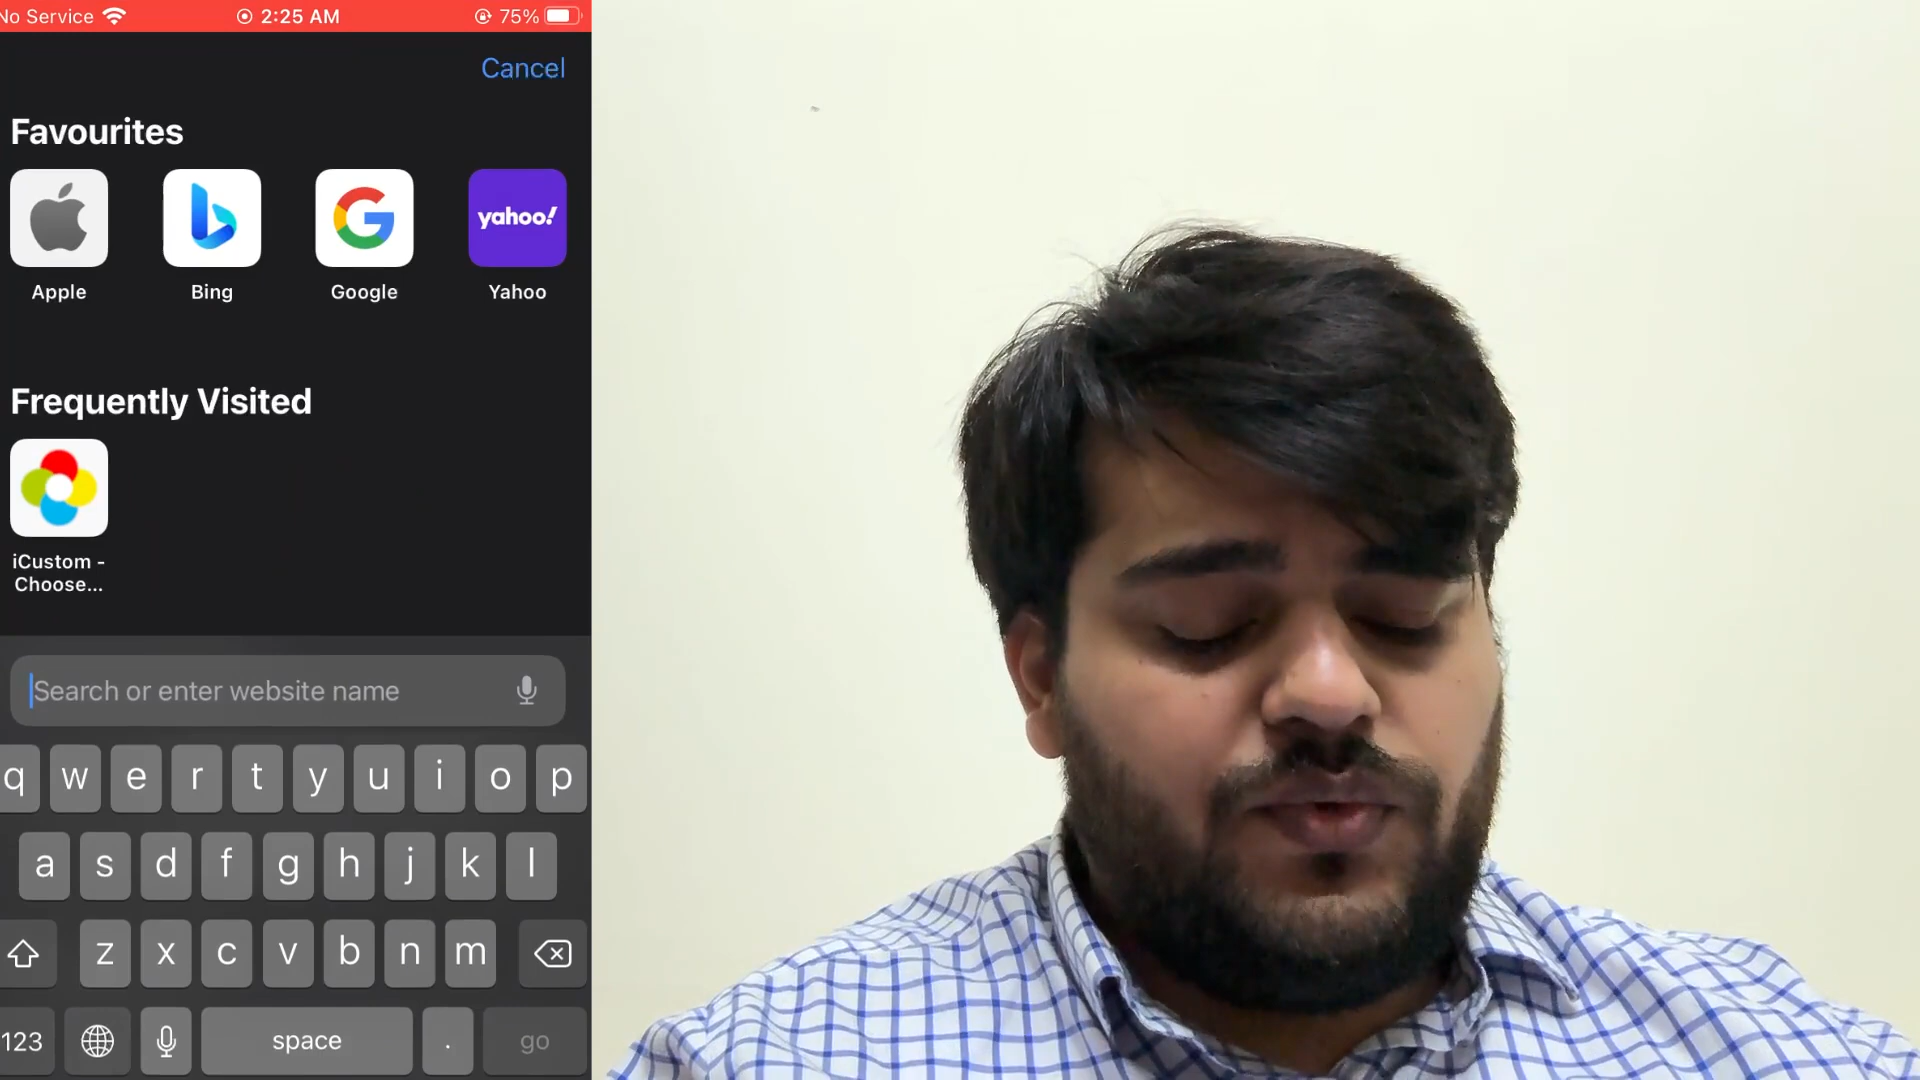 No Service 2:25 AM 75%
Cancel
Favourites
yahoo!
Apple Bing Google Yahoo
Frequently Visited
iCustom -
Choose...
Search or enter website name
q w e r t y u i o p
a s d f g h j k l
z x c v b n m
123 space . go